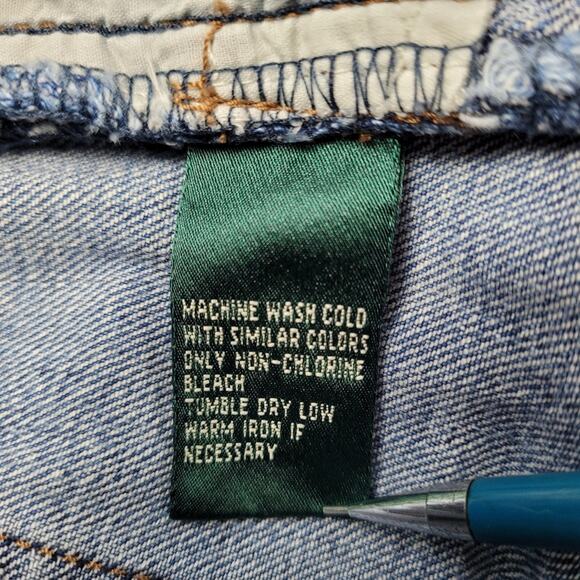 MACHINE WASH COLD
WITH SIMILAR COLORS
ONLY NON-CHLORINE
BLEACH
TUMBLE DRY LOW
WARM IRON IF
NECESSARY